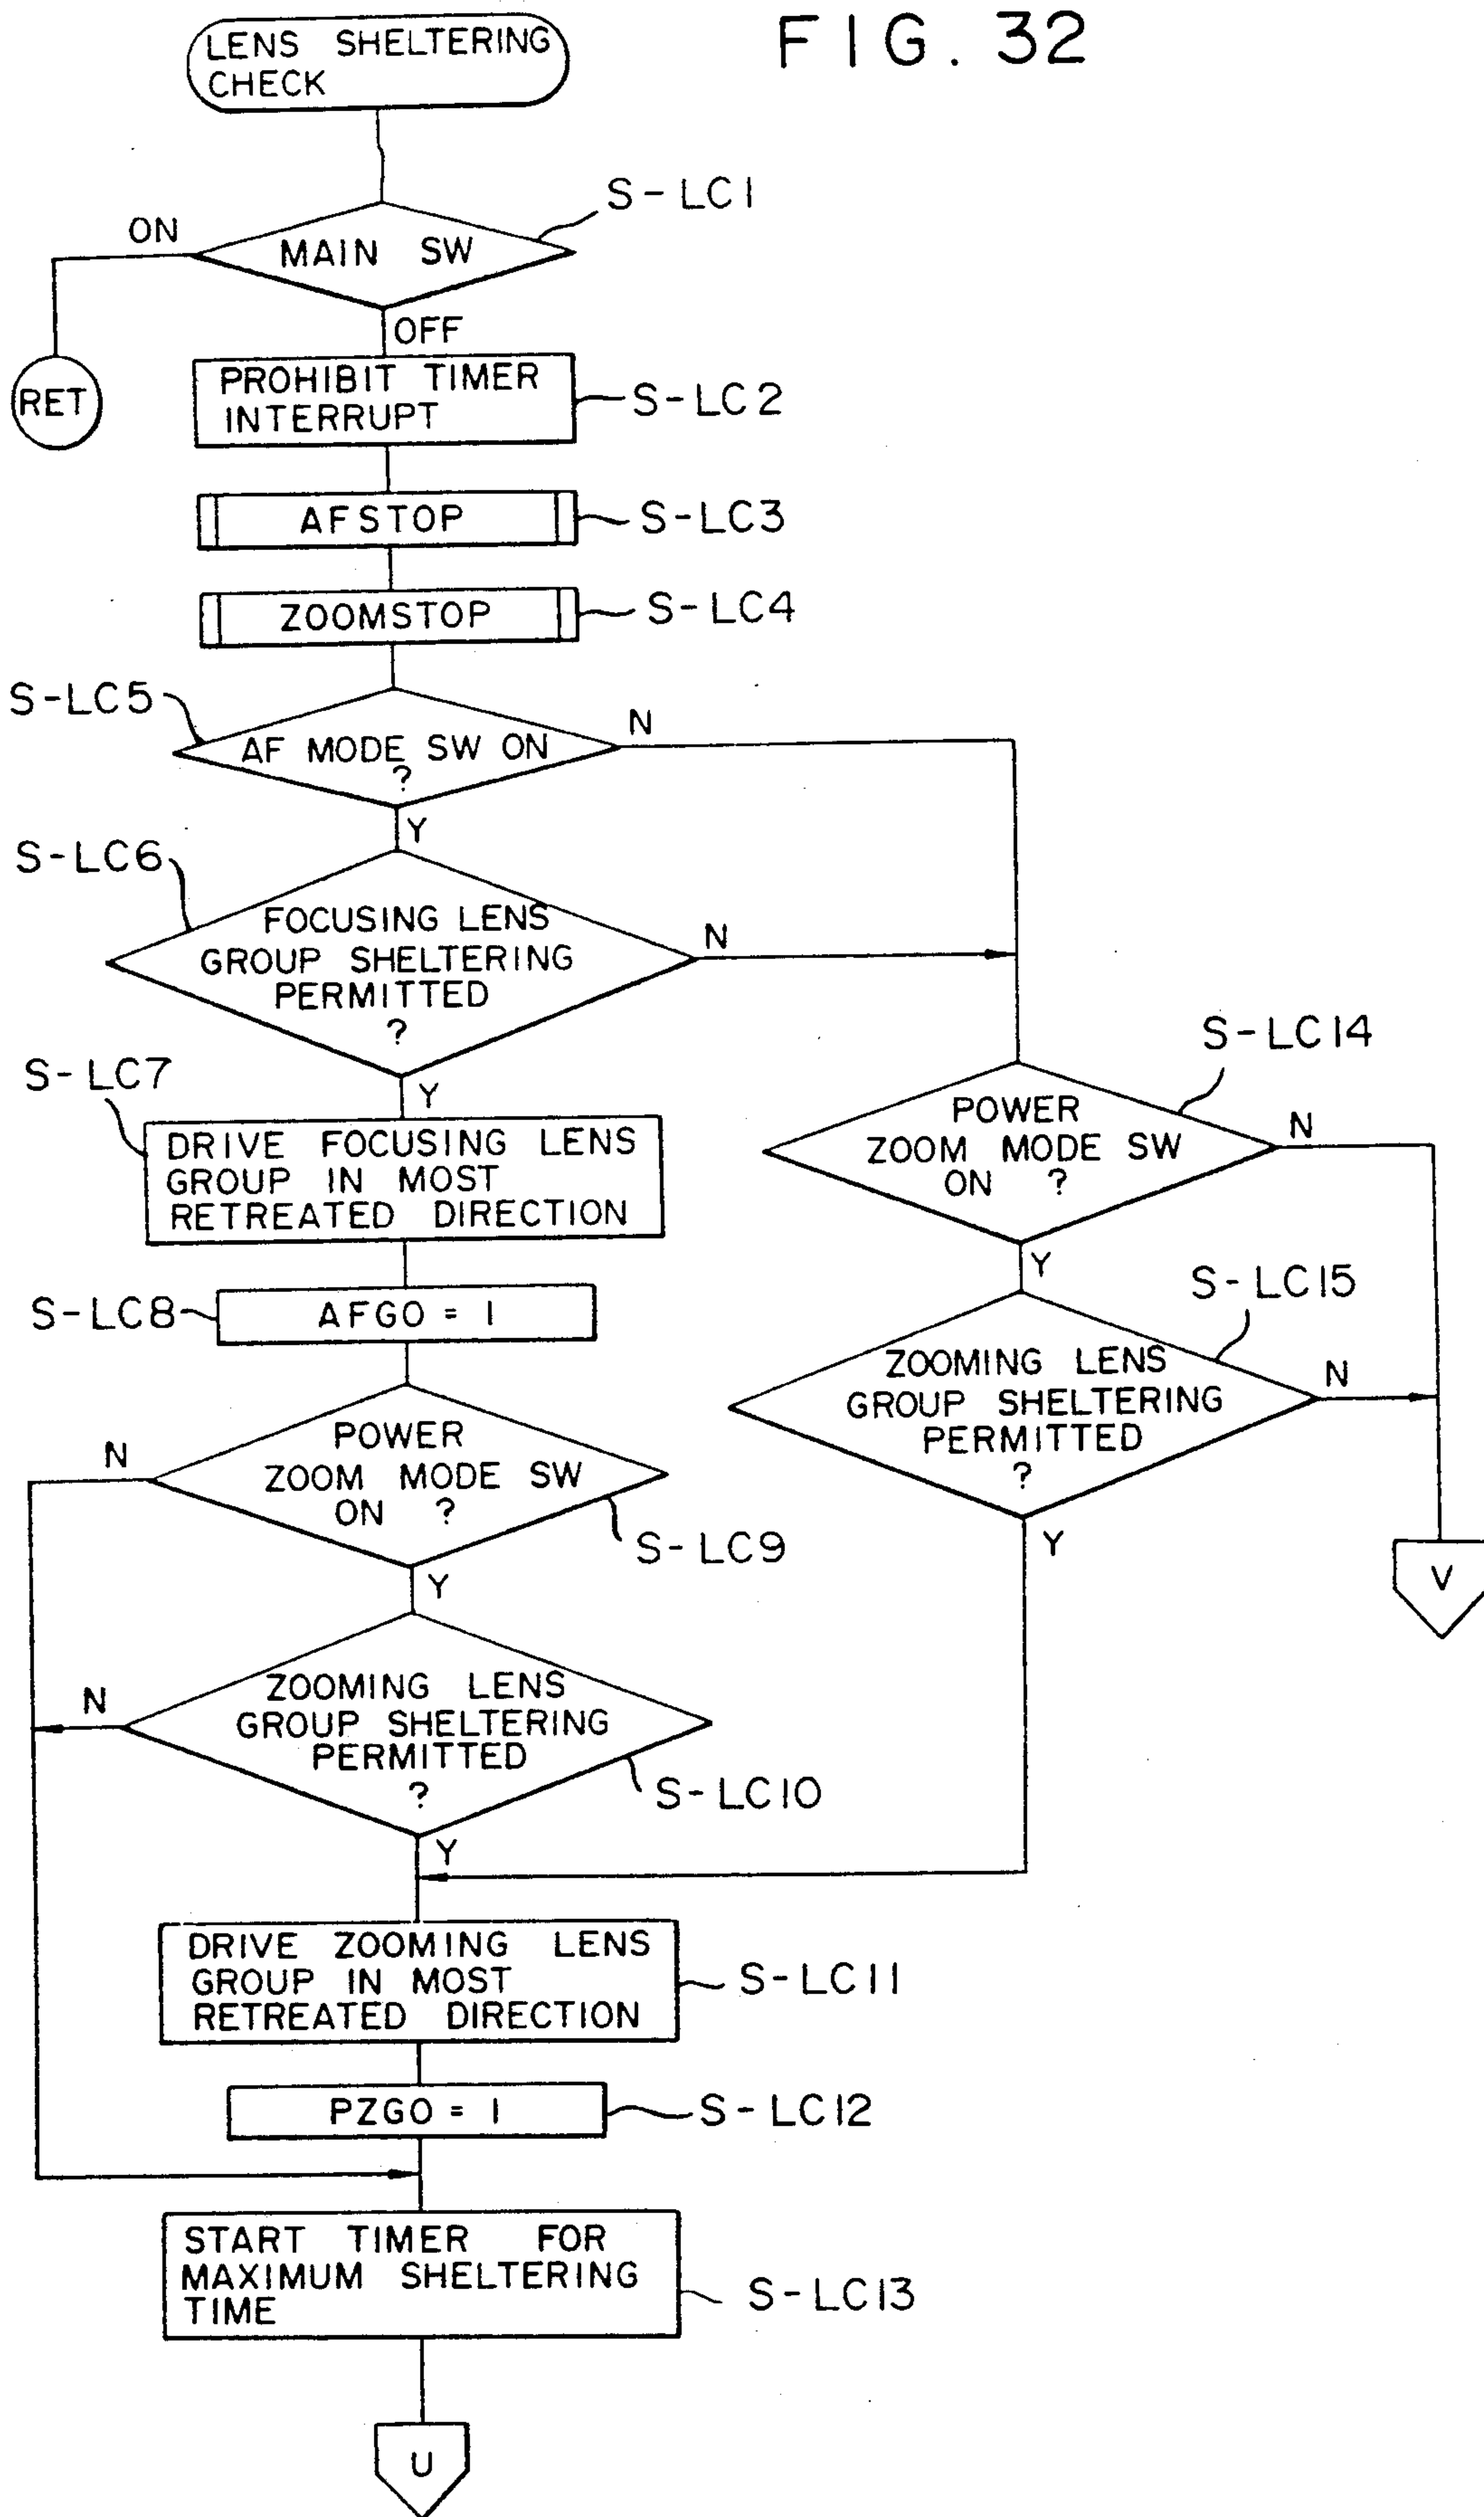 FIG. 32
LENS SHELTERING
CHECK
S-LC1
ON
MAIN SW
OFF
RET
PROHIBIT TIMER
INTERRUPT
S-LC2
AFSTOP
S-LC3
ZOOMSTOP
S-LC4
S-LC5
AF MODE SW ON
?
N
Y
S-LC6
FOCUSING LENS
GROUP SHELTERING
PERMITTED
?
N
Y
S-LC7
DRIVE FOCUSING LENS
GROUP IN MOST
RETREATED DIRECTION
S-LC14
POWER
ZOOM MODE SW
ON ?
N
Y
S-LC8
AFGO = 1
S-LC15
ZOOMING LENS
GROUP SHELTERING
PERMITTED
?
N
Y
V
POWER
ZOOM MODE SW
ON ?
N
S-LC9
Y
ZOOMING LENS
GROUP SHELTERING
PERMITTED
?
N
S-LC10
Y
DRIVE ZOOMING LENS
GROUP IN MOST
RETREATED DIRECTION
S-LC11
PZGO = 1
S-LC12
START TIMER FOR
MAXIMUM SHELTERING
TIME
S-LC13
U